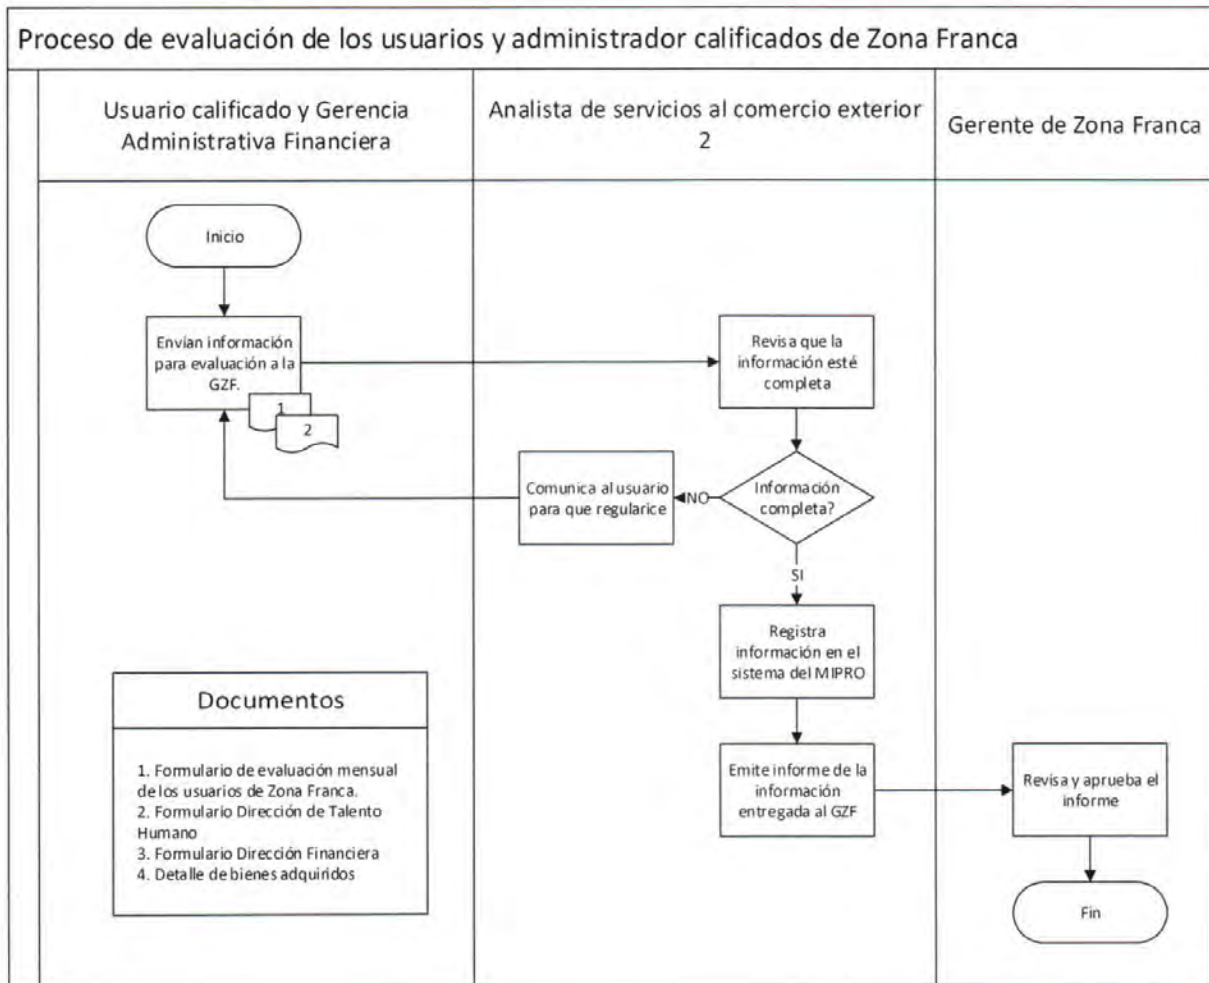 Proceso de evaluación de los usuarios y administrador calificados de Zona Franca
Usuario calificado y Gerencia
Administrativa Financiera
Analista de servicios al comercio exterior
2
Gerente de Zona Franca
Inicio
Envían información
para evaluación a la
GZF.
1
2
Revisa que la
información esté
completa
Comunica al usuario
para que regularice
NO
Información
completa?
SI
Registra
información en el
sistema del MIPRO
Emite informe de la
información
entregada al GZF
Revisa y aprueba el
informe
Fin
Documentos
1. Formulario de evaluación mensual
de los usuarios de Zona Franca.
2. Formulario Dirección de Talento
Humano
3. Formulario Dirección Financiera
4. Detalle de bienes adquiridos